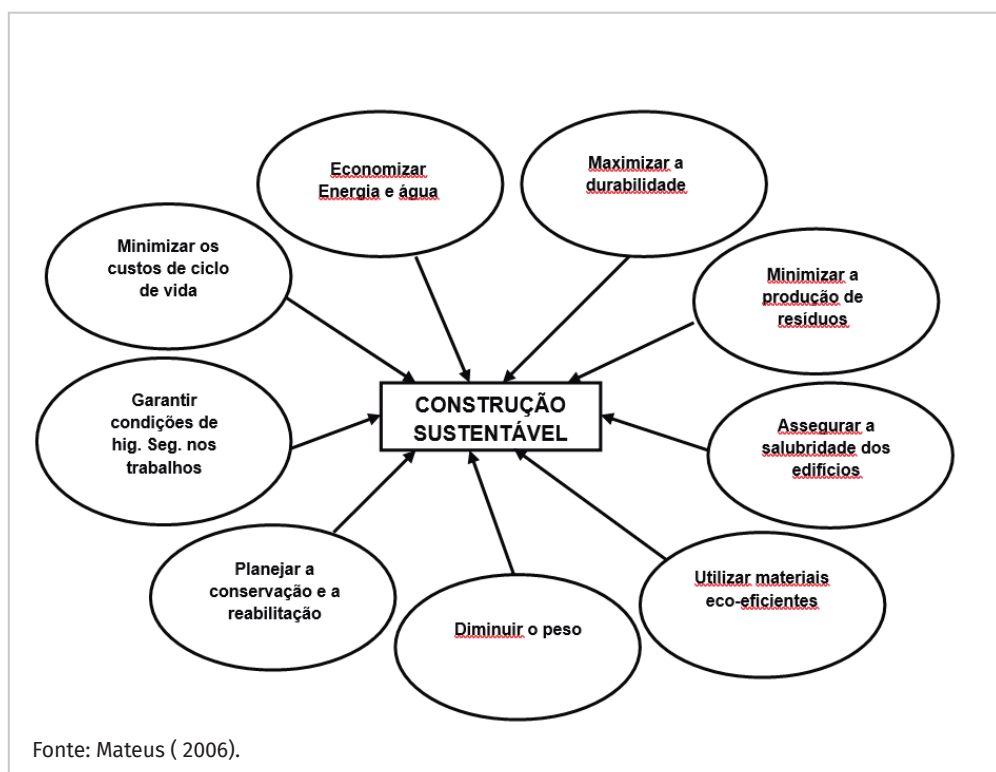 Economizar
Energia e água
Maximizar a
durabilidade
Minimizar os
custos de ciclo
de vida
Minimizar a
produção de
resíduos
CONSTRUÇÃO
SUSTENTÁVEL
Garantir
condições de
hig. Seg. nos
trabalhos
Assegurar a
salubridade dos
edifícios
Planejar a
conservação e a
reabilitação
Diminuir o peso
Utilizar materiais
eco-eficientes
Fonte: Mateus ( 2006).